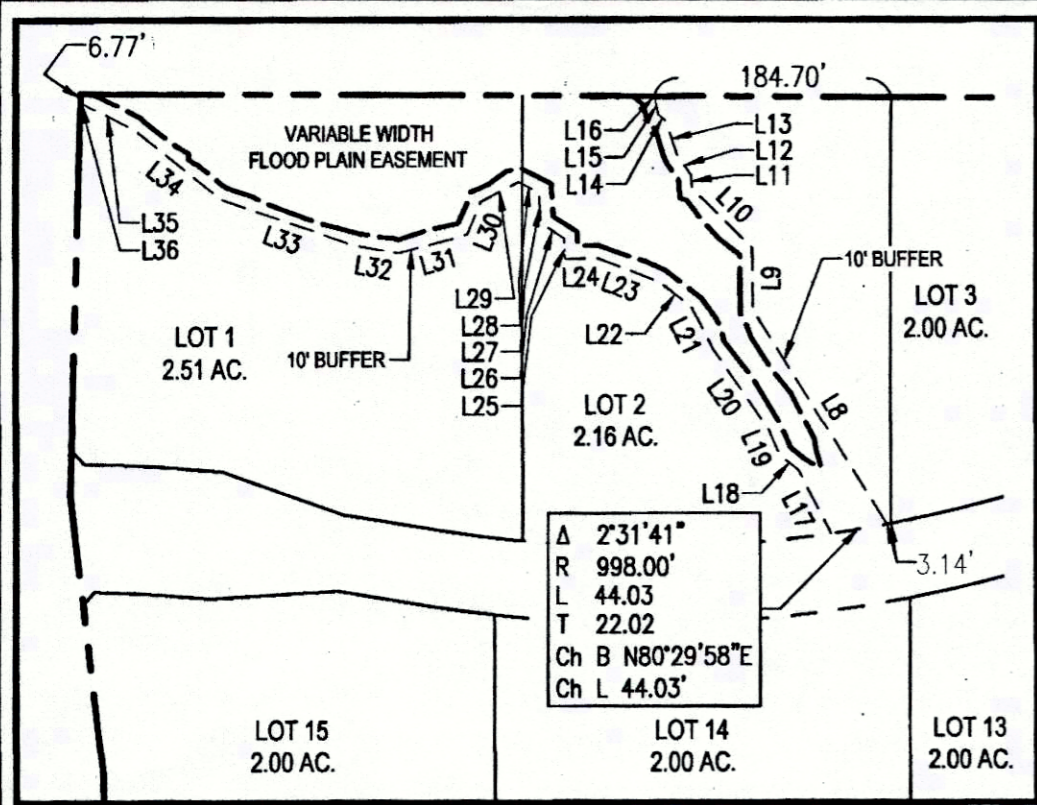 6.77'
184.70'
VARIABLE WIDTH
FLOOD PLAIN EASEMENT
L16
L15
L14
L13
L12
L11
L10
L34
L35
L36
L33
L32
L31
L30
L29
L28
L27
L26
L25
L24
L23
L22
L21
L20
L19
L18
L17
L9
L8
10' BUFFER
10' BUFFER
LOT 1
2.51 AC.
LOT 2
2.16 AC.
LOT 3
2.00 AC.
Δ 2°31'41"
R 998.00'
L 44.03
T 22.02
Ch B N80°29'58"E
Ch L 44.03'
3.14'
LOT 15
2.00 AC.
LOT 14
2.00 AC.
LOT 13
2.00 AC.